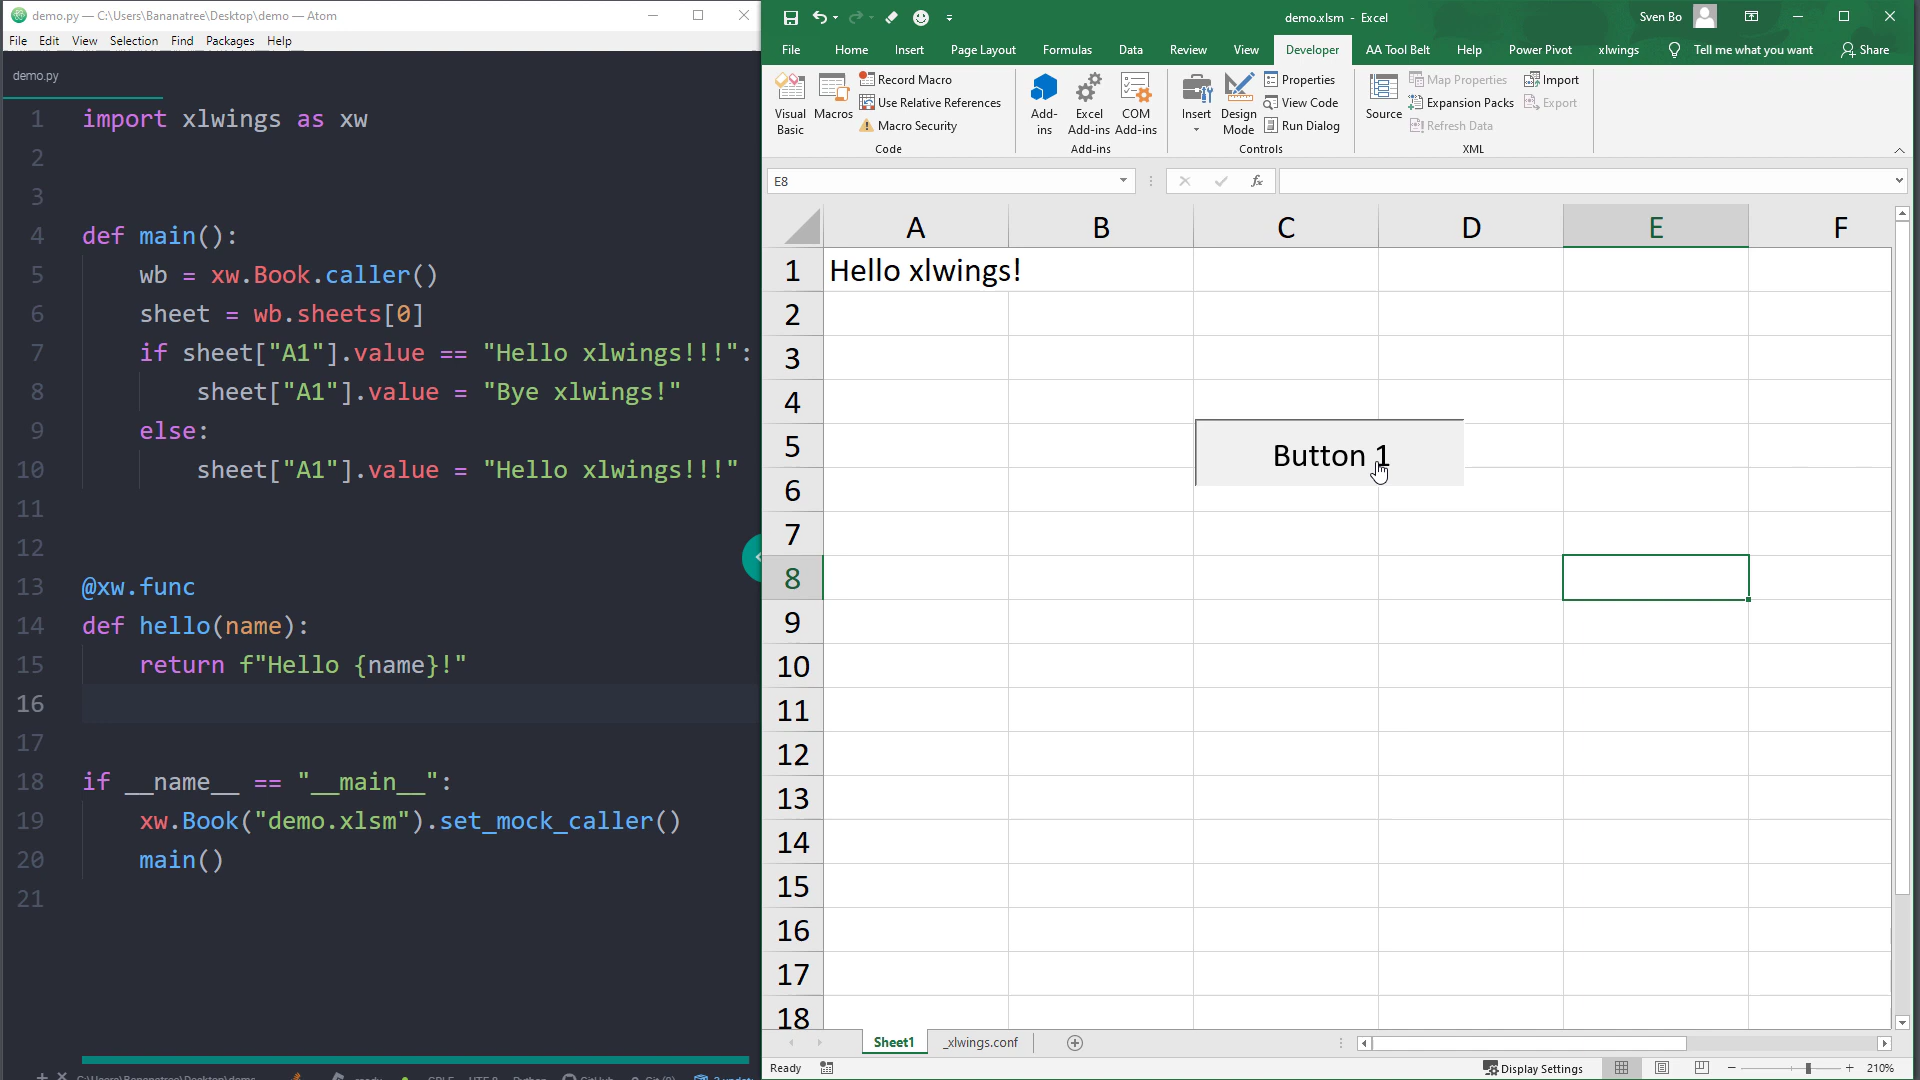 demo.py — C:\Users\Bananatree\Desktop\demo — Atom
File Edit View Selection Find Packages Help
demo.py
1 import xlwings as xw
2
3
4 def main():
5 wb = xw.Book.caller()
6 sheet = wb.sheets[0]
7 if sheet["A1"].value == "Hello xlwings!!!":
8 sheet["A1"].value = "Bye xlwings!"
9 else:
10 sheet["A1"].value = "Hello xlwings!!!"
11
12
13 @xw.func
14 def hello(name):
15 return f"Hello {name}!"
16
17
18 if __name__ == "__main__":
19 xw.Book("demo.xlsm").set_mock_caller()
20 main()
21
demo.xlsm - Excel
Sven Bo
File Home Insert Page Layout Formulas Data Review View Developer AA Tool Belt Help Power Pivot xlwings Tell me what you want Share
Visual Basic
Macros
Record Macro
Use Relative References
Macro Security
Code
Add-ins
Excel Add-ins
COM Add-ins
Add-ins
Insert
Design Mode
Properties
View Code
Run Dialog
Controls
Source
Map Properties
Expansion Packs
Refresh Data
Import
Export
XML
E8
fx
A B C D E F
1 Hello xlwings!
2
3
4
5
Button 1
6
7
8
9
10
11
12
13
14
15
16
17
18
Sheet1 _xlwings.conf
Ready
Display Settings
210%